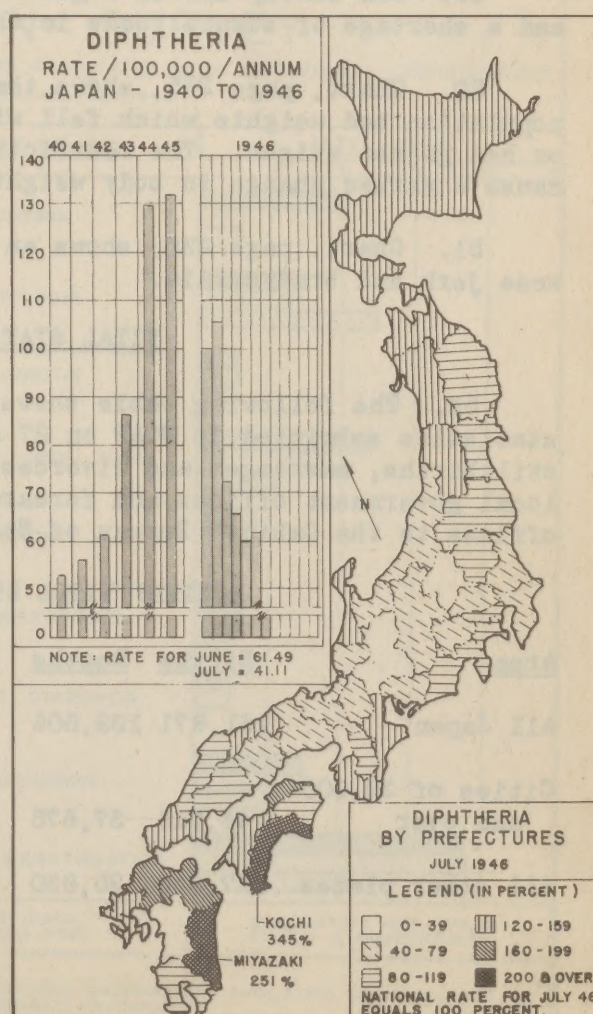 DIPHTHERIA
RATE/100,000/ANNUM
JAPAN - 1940 TO 1946
40 41 42 43 44 45 1946
140
130
120
110
100
90
80
70
60
50
0
NOTE: RATE FOR JUNE = 61.49
JULY = 41.11
KOCHI
345%
MIYAZAKI
251%
DIPHTHERIA
BY PREFECTURES
JULY 1946
LEGEND (IN PERCENT)
0-39 120-159
40-79 160-199
80-119 200 & OVER
NATIONAL RATE FOR JULY 46
EQUALS 100 PERCENT